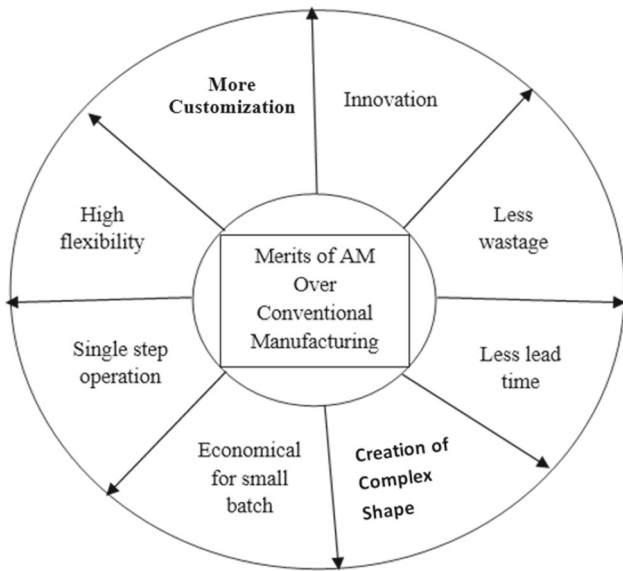 More
Customization
Innovation
High
flexibility
Less
wastage
Merits of AM
Over
Conventional
Manufacturing
Single step
operation
Less lead
time
Economical
for small
batch
Creation of
Complex
Shape